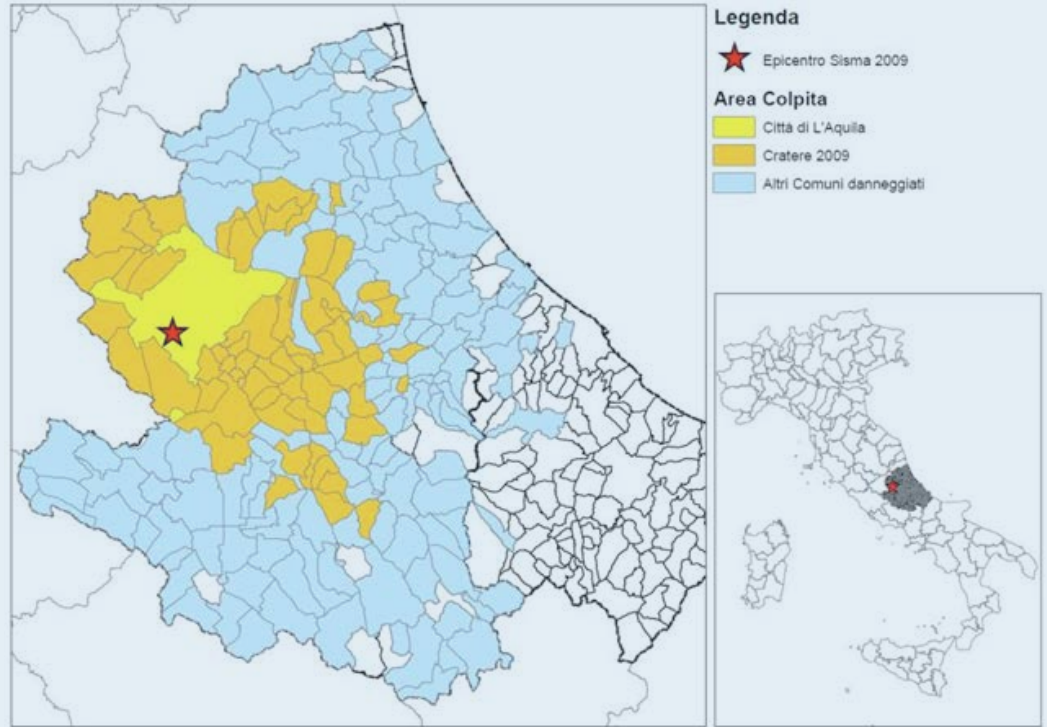 Legenda
Epicentro Sisma 2009
Area Colpita
Città di L'Aquila
Cratere 2009
Altri Comuni danneggiati